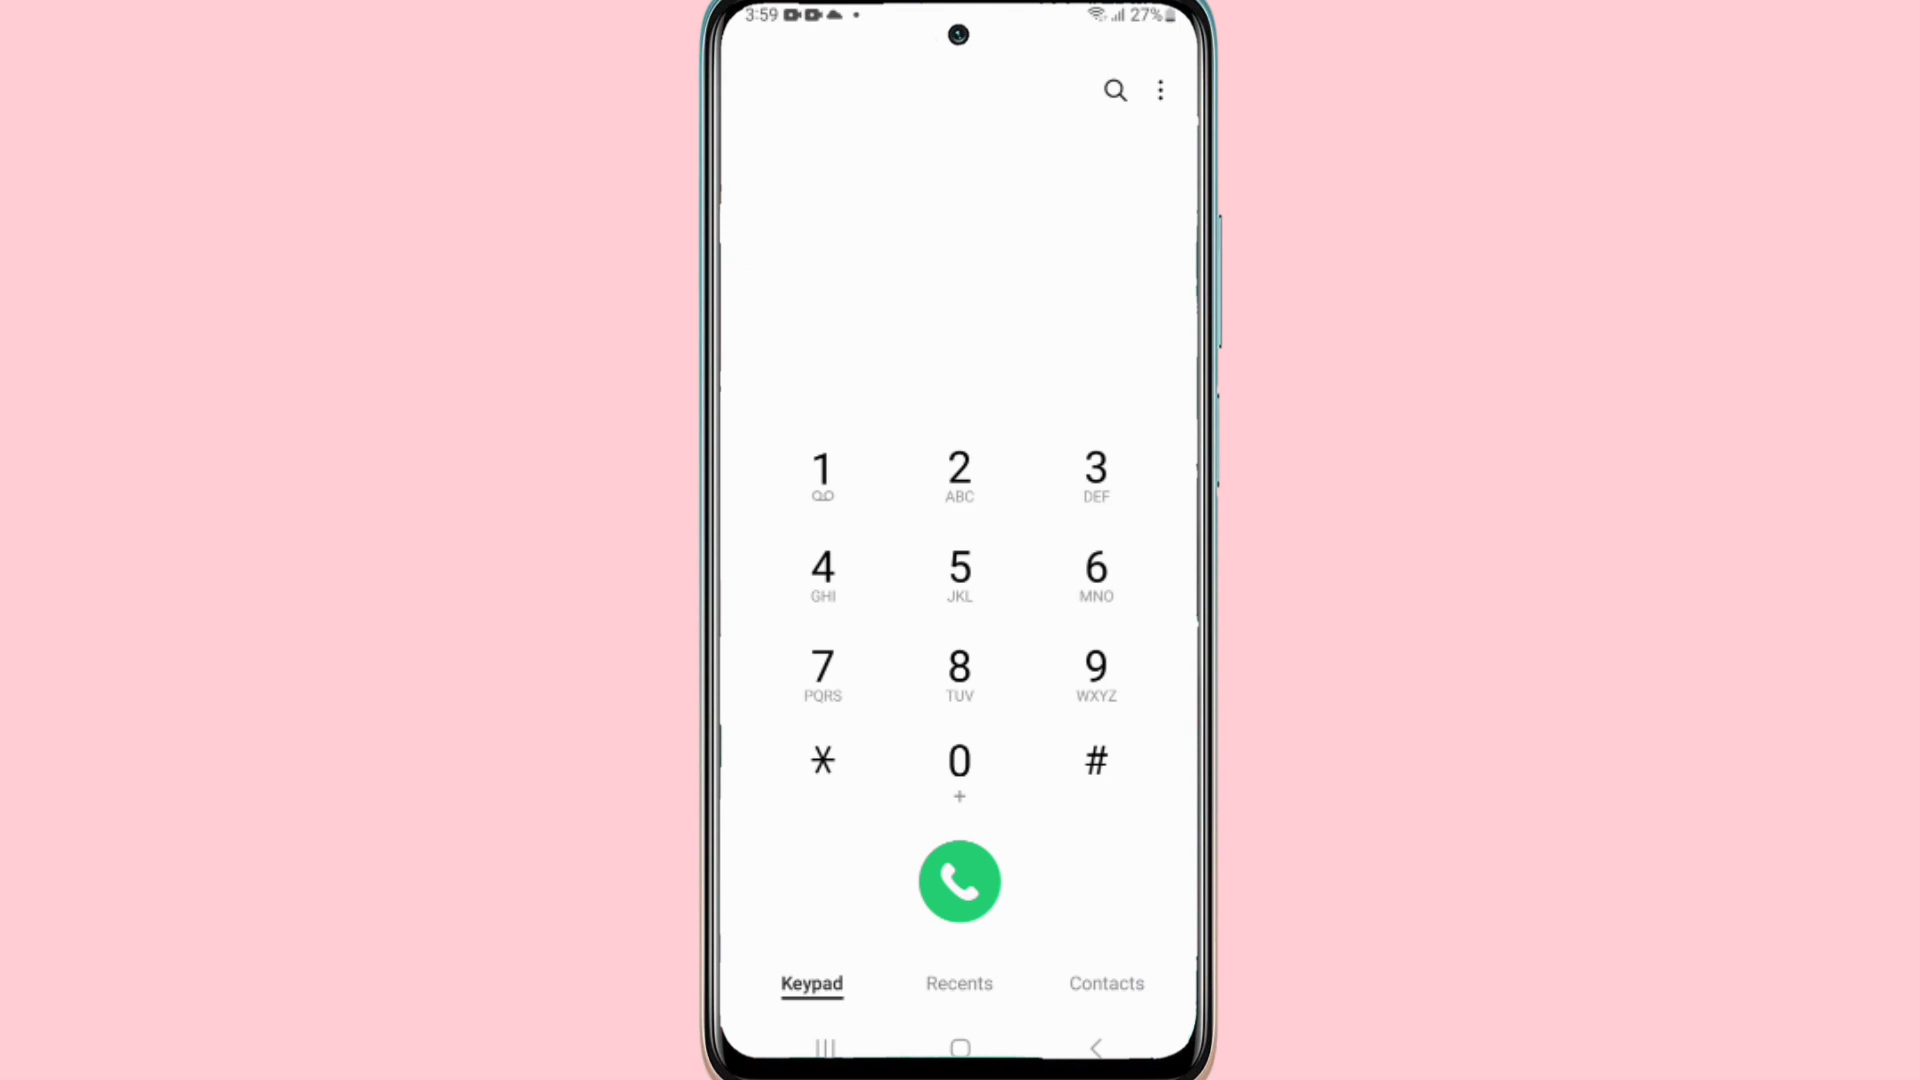 3:59 27%
1 2 3
ABC DEF
4 5 6
GHI JKL MNO
7 8 9
PQRS TUV WXYZ
* 0 #
+
Keypad Recents Contacts